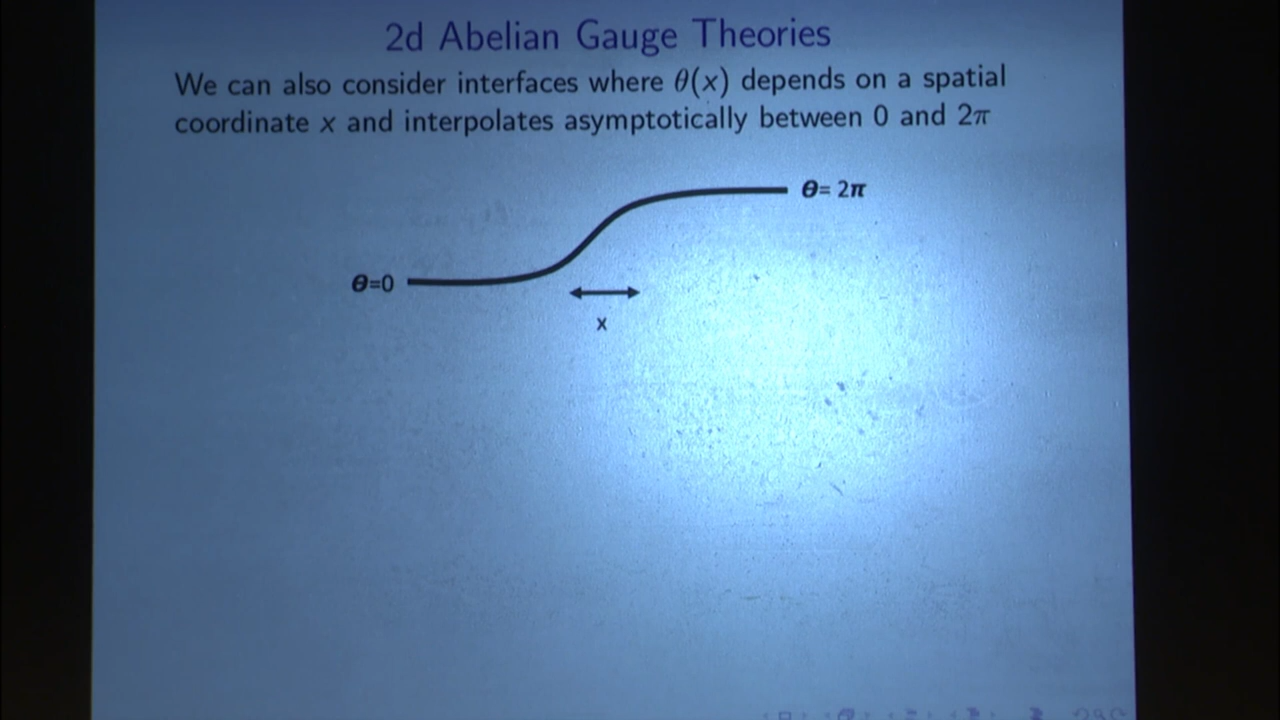 2d Abelian Gauge Theories
We can also consider interfaces where θ(x) depends on a spatial
coordinate x and interpolates asymptotically between 0 and 2π
θ= 2π
θ=0
x